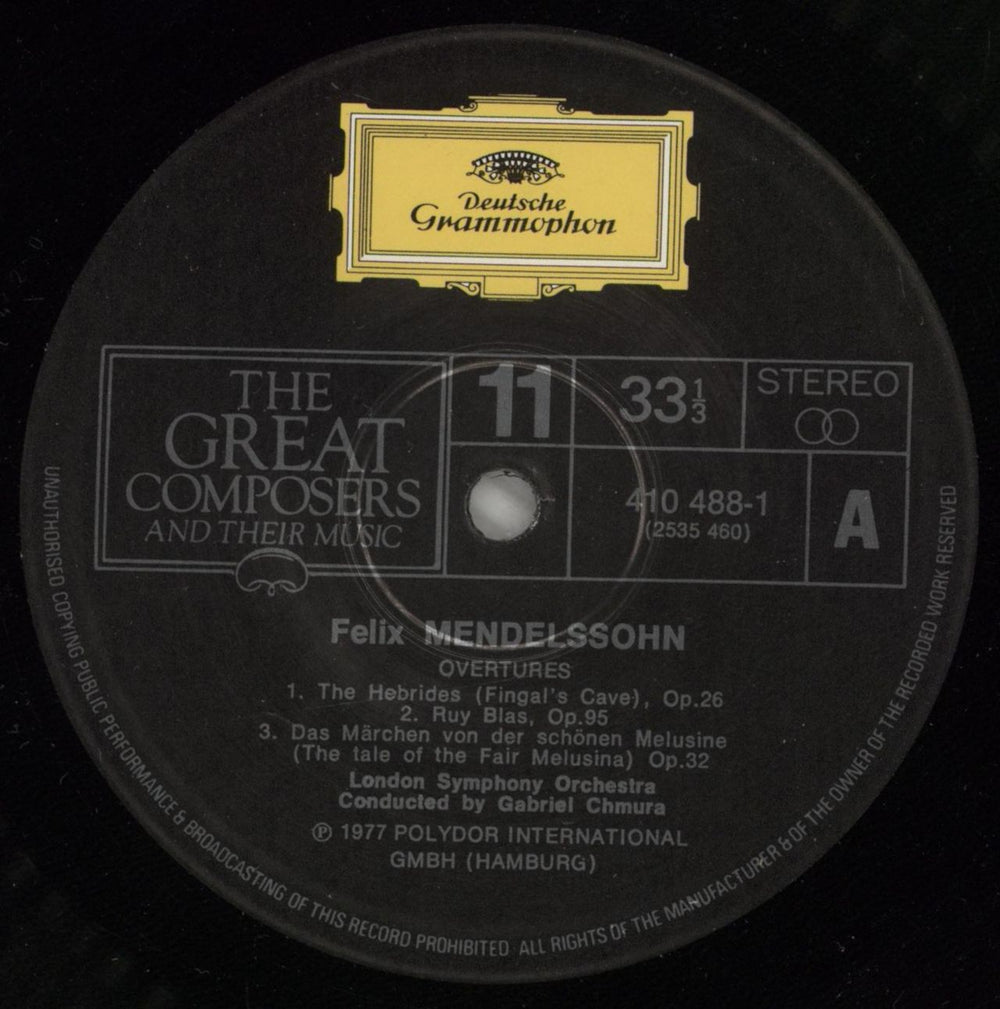 Deutsche
Grammophon
THE
GREAT
COMPOSERS
AND THEIR MUSIC
11
33 1/3
STEREO
410 488-1
(2535 460)
A
Felix MENDELSSOHN
OVERTURES
1. The Hebrides (Fingal's Cave), Op.26
2. Ruy Blas, Op.95
3. Das Märchen von der schönen Melusine
(The tale of the Fair Melusina) Op.32
London Symphony Orchestra
Conducted by Gabriel Chmura
℗ 1977 POLYDOR INTERNATIONAL
GMBH (HAMBURG)
UNAUTHORISED COPYING PUBLIC PERFORMANCE & BROADCASTING OF THIS RECORD PROHIBITED · ALL RIGHTS OF THE MANUFACTURER & OF THE OWNER OF THE RECORDED WORK RESERVED